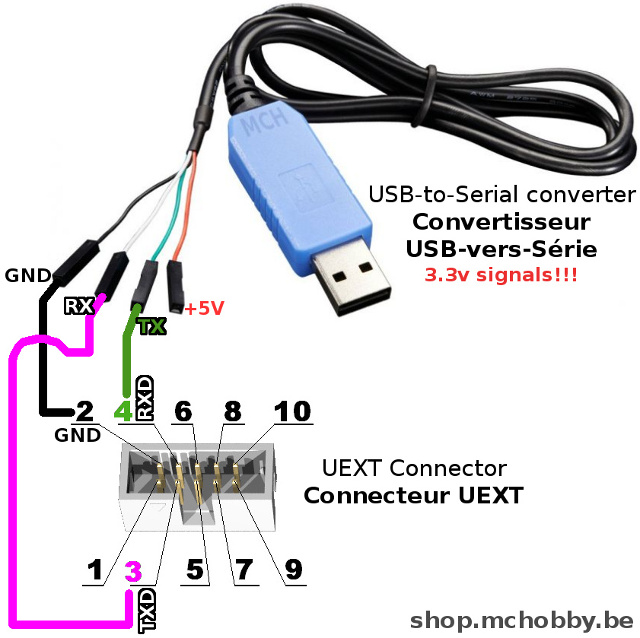 MCH
USB-to-Serial converter
Convertisseur
USB-vers-Série
3.3v signals!!!
GND
RX
+5V
TX
RXD
2 4 6 8 10
GND
UEXT Connector
Connecteur UEXT
1 3 5 7 9
TXD
shop.mchobby.be